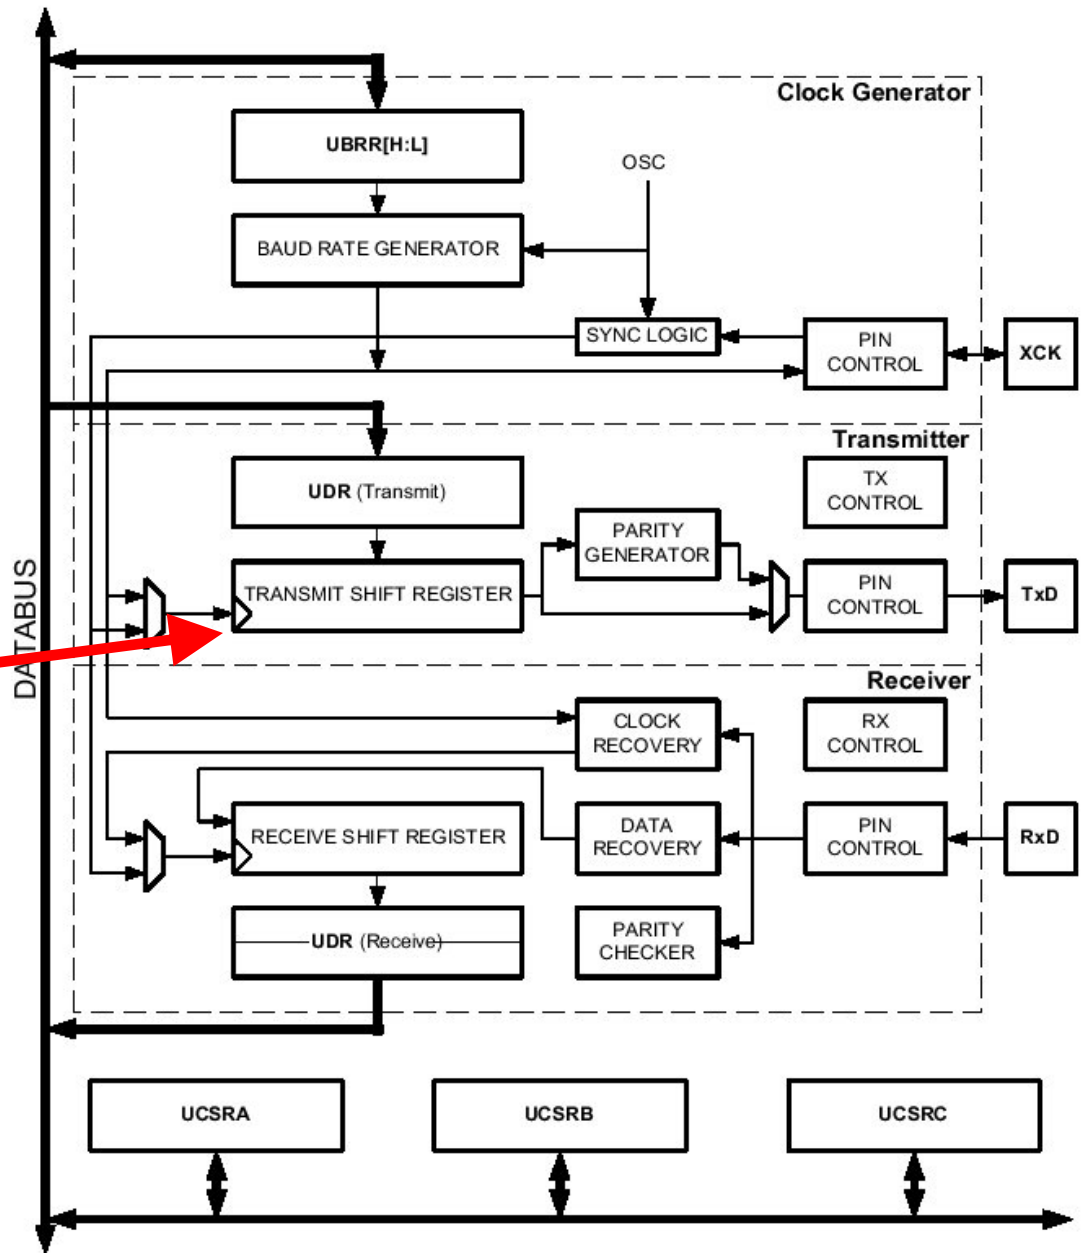 Clock Generator
UBRR[H:L]
OSC
BAUD RATE GENERATOR
SYNC LOGIC
PIN
CONTROL
XCK
Transmitter
UDR (Transmit)
TX
CONTROL
PARITY
GENERATOR
TRANSMIT SHIFT REGISTER
PIN
CONTROL
TxD
DATABUS
Receiver
CLOCK
RECOVERY
RX
CONTROL
RECEIVE SHIFT REGISTER
DATA
RECOVERY
PIN
CONTROL
RxD
UDR (Receive)
PARITY
CHECKER
UCSRA
UCSRB
UCSRC